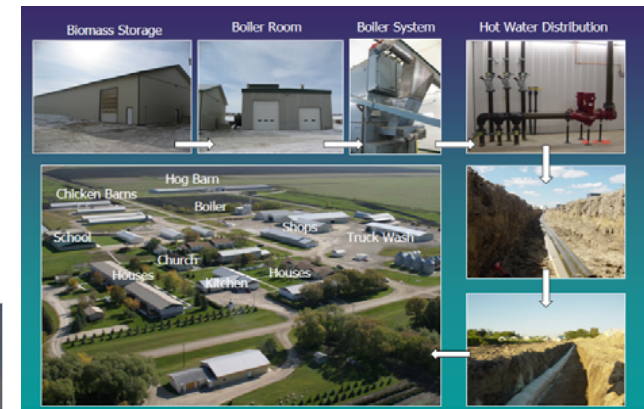 Biomass Storage
Boiler Room
Boiler System
Hot Water Distribution
Hog Barn
Chicken Barns
Boiler
School
Shops
Truck Wash
Church
Houses
Houses
Kitchen